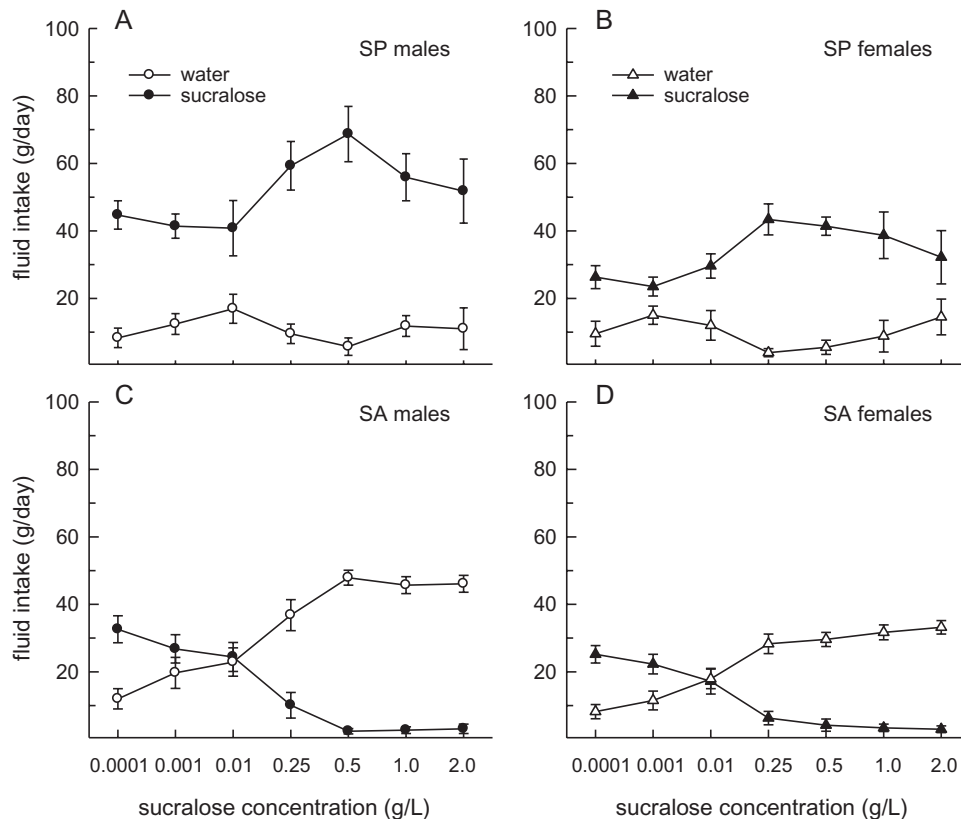 A
SP males
water
sucralose
100
80
60
40
20
fluid intake (g/day)
B
SP females
water
sucralose
100
80
60
40
20
C
SA males
100
80
60
40
20
0
fluid intake (g/day)
0.0001 0.001 0.01 0.25 0.5 1.0 2.0
sucralose concentration (g/L)
D
SA females
100
80
60
40
20
0
0.0001 0.001 0.01 0.25 0.5 1.0 2.0
sucralose concentration (g/L)